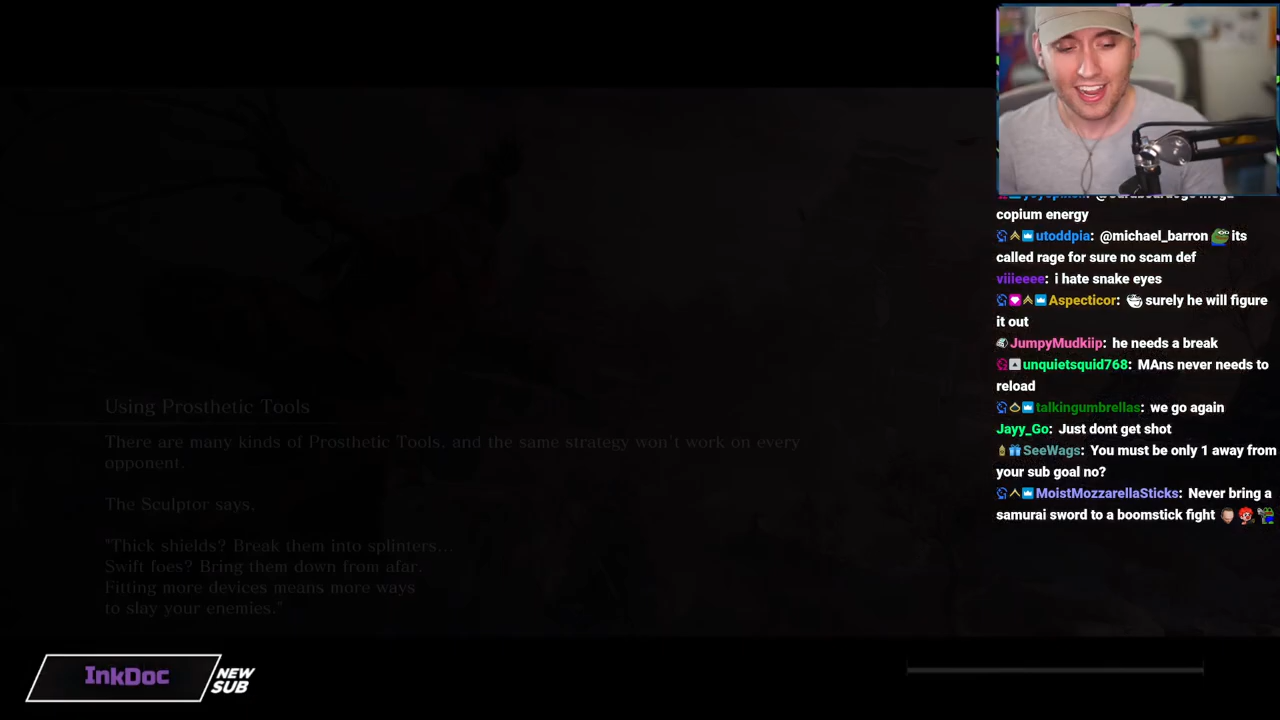 copium energy
utoddpia: @michael_barron its
called rage for sure no scam def
viiieeee: i hate snake eyes
Aspecticor: surely he will figure
it out
JumpyMudkiip: he needs a break
unquietsquid768: MAns never needs to
reload
talkingumbrellas: we go again
Jayy_Go: Just dont get shot
SeeWags: You must be only 1 away from
your sub goal no?
MoistMozzarellaSticks: Never bring a
samurai sword to a boomstick fight
Using Prosthetic Tools
There are many kinds of Prosthetic Tools, and the same strategy won't work on every
opponent.
The Sculptor says,
"Thick shields? Break them into splinters...
Swift foes? Bring them down from afar.
Fitting more devices means more ways
to slay your enemies."
InkDoc
NEW
SUB